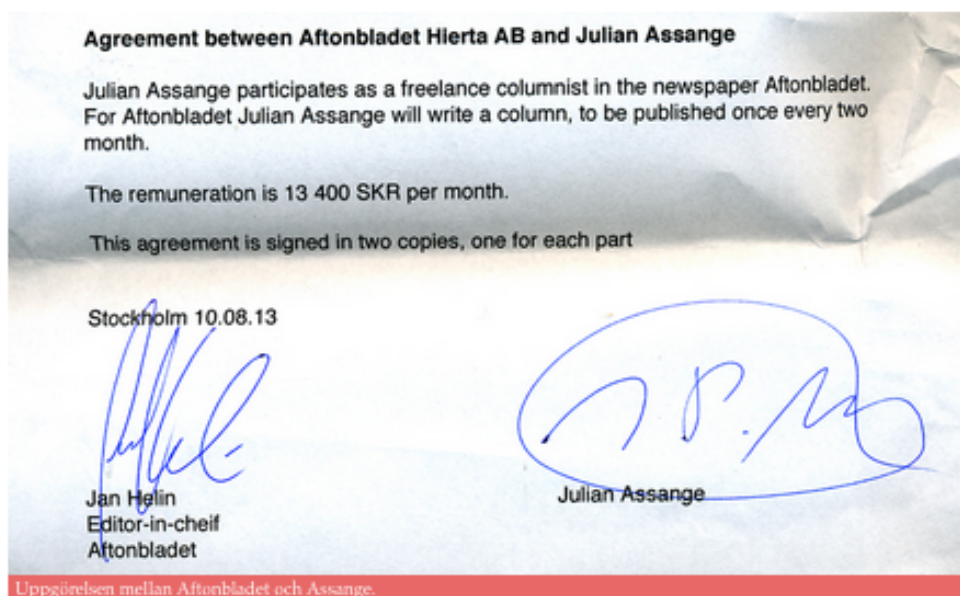 Agreement between Aftonbladet Hierta AB and Julian Assange
Julian Assange participates as a freelance columnist in the newspaper Aftonbladet.
For Aftonbladet Julian Assange will write a column, to be published once every two
month.
The remuneration is 13 400 SKR per month.
This agreement is signed in two copies, one for each part
Stockholm 10.08.13
Jan Helin
Julian Assange
Editor-in-cheif
Aftonbladet
Uppgörelsen mellan Aftonbladet och Assange.